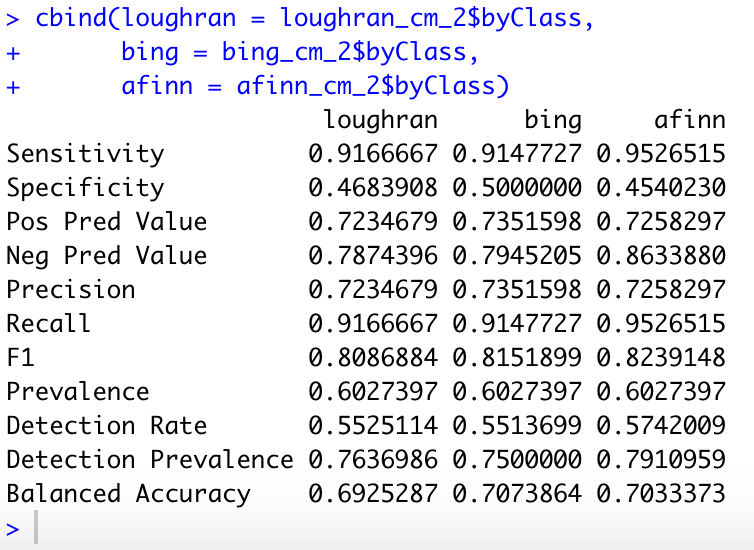 > cbind(loughran = loughran_cm_2$byClass,
+       bing = bing_cm_2$byClass,
+       afinn = afinn_cm_2$byClass)
                      loughran      bing     afinn
Sensitivity          0.9166667 0.9147727 0.9526515
Specificity          0.4683908 0.5000000 0.4540230
Pos Pred Value       0.7234679 0.7351598 0.7258297
Neg Pred Value       0.7874396 0.7945205 0.8633880
Precision            0.7234679 0.7351598 0.7258297
Recall               0.9166667 0.9147727 0.9526515
F1                   0.8086884 0.8151899 0.8239148
Prevalence           0.6027397 0.6027397 0.6027397
Detection Rate       0.5525114 0.5513699 0.5742009
Detection Prevalence 0.7636986 0.7500000 0.7910959
Balanced Accuracy    0.6925287 0.7073864 0.7033373
>